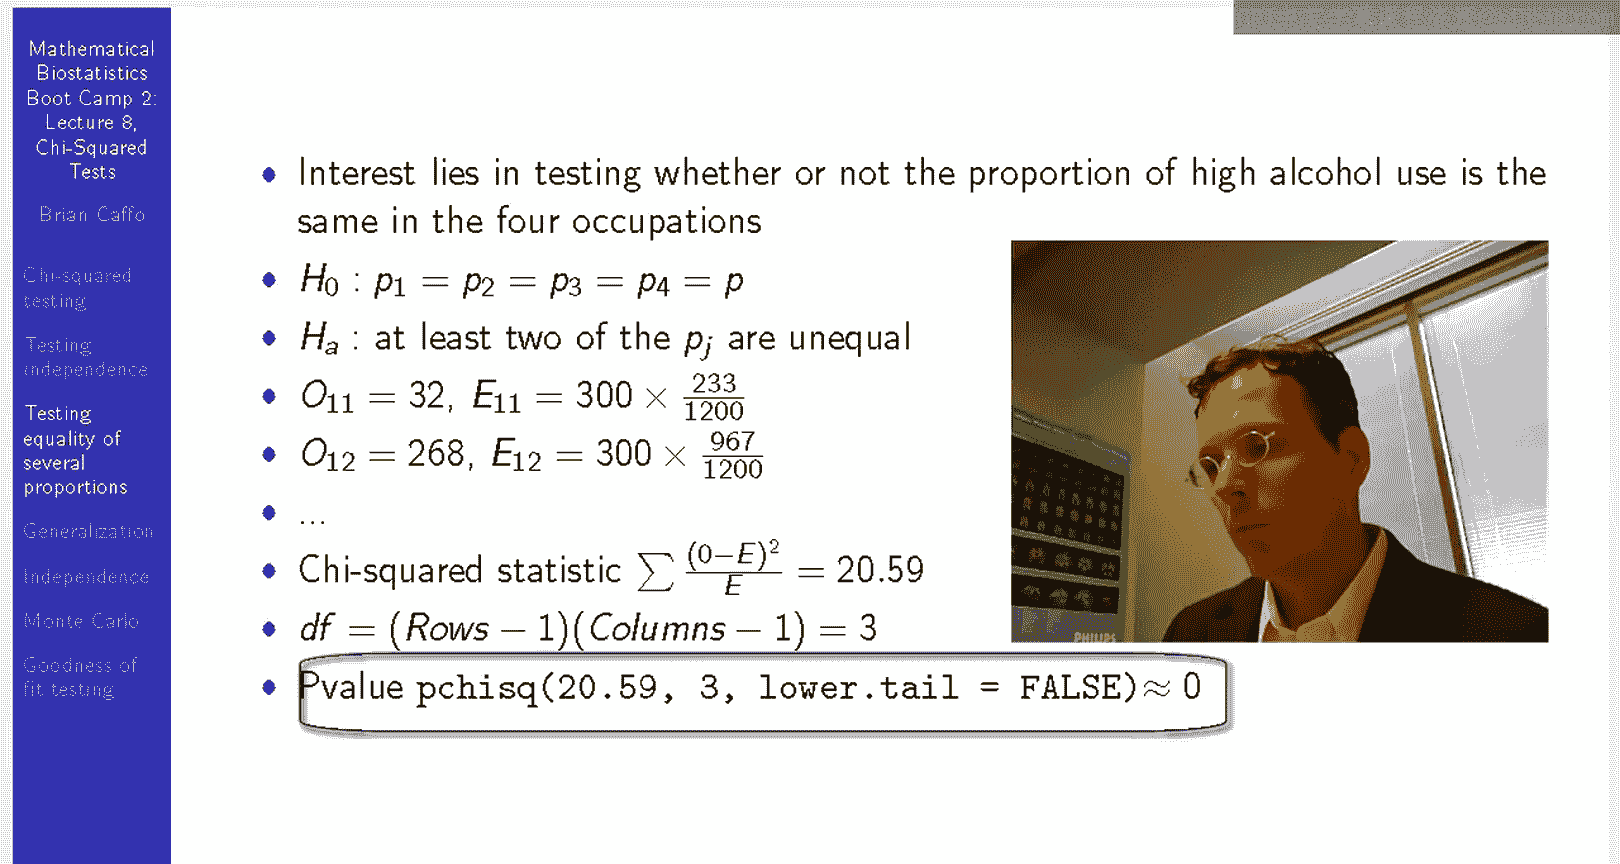 Mathematical
Biostatistics
Boot Camp 2:
Lecture 8,
Chi-Squared
Tests
Brian Caffo
Chi-squared
testing
Testing
independence
Testing
equality of
several
proportions
Generalization
Independence
Monte Carlo
Goodness of
fit testing
• Interest lies in testing whether or not the proportion of high alcohol use is the
same in the four occupations
• H₀ : p₁ = p₂ = p₃ = p₄ = p
• Hₐ : at least two of the pⱼ are unequal
• O₁₁ = 32, E₁₁ = 300 × 233/1200
• O₁₂ = 268, E₁₂ = 300 × 967/1200
• ...
• Chi-squared statistic ∑ (0−E)²/E = 20.59
• df = (Rows − 1)(Columns − 1) = 3
• Pvalue pchisq(20.59, 3, lower.tail = FALSE)≈ 0
PHILIPS